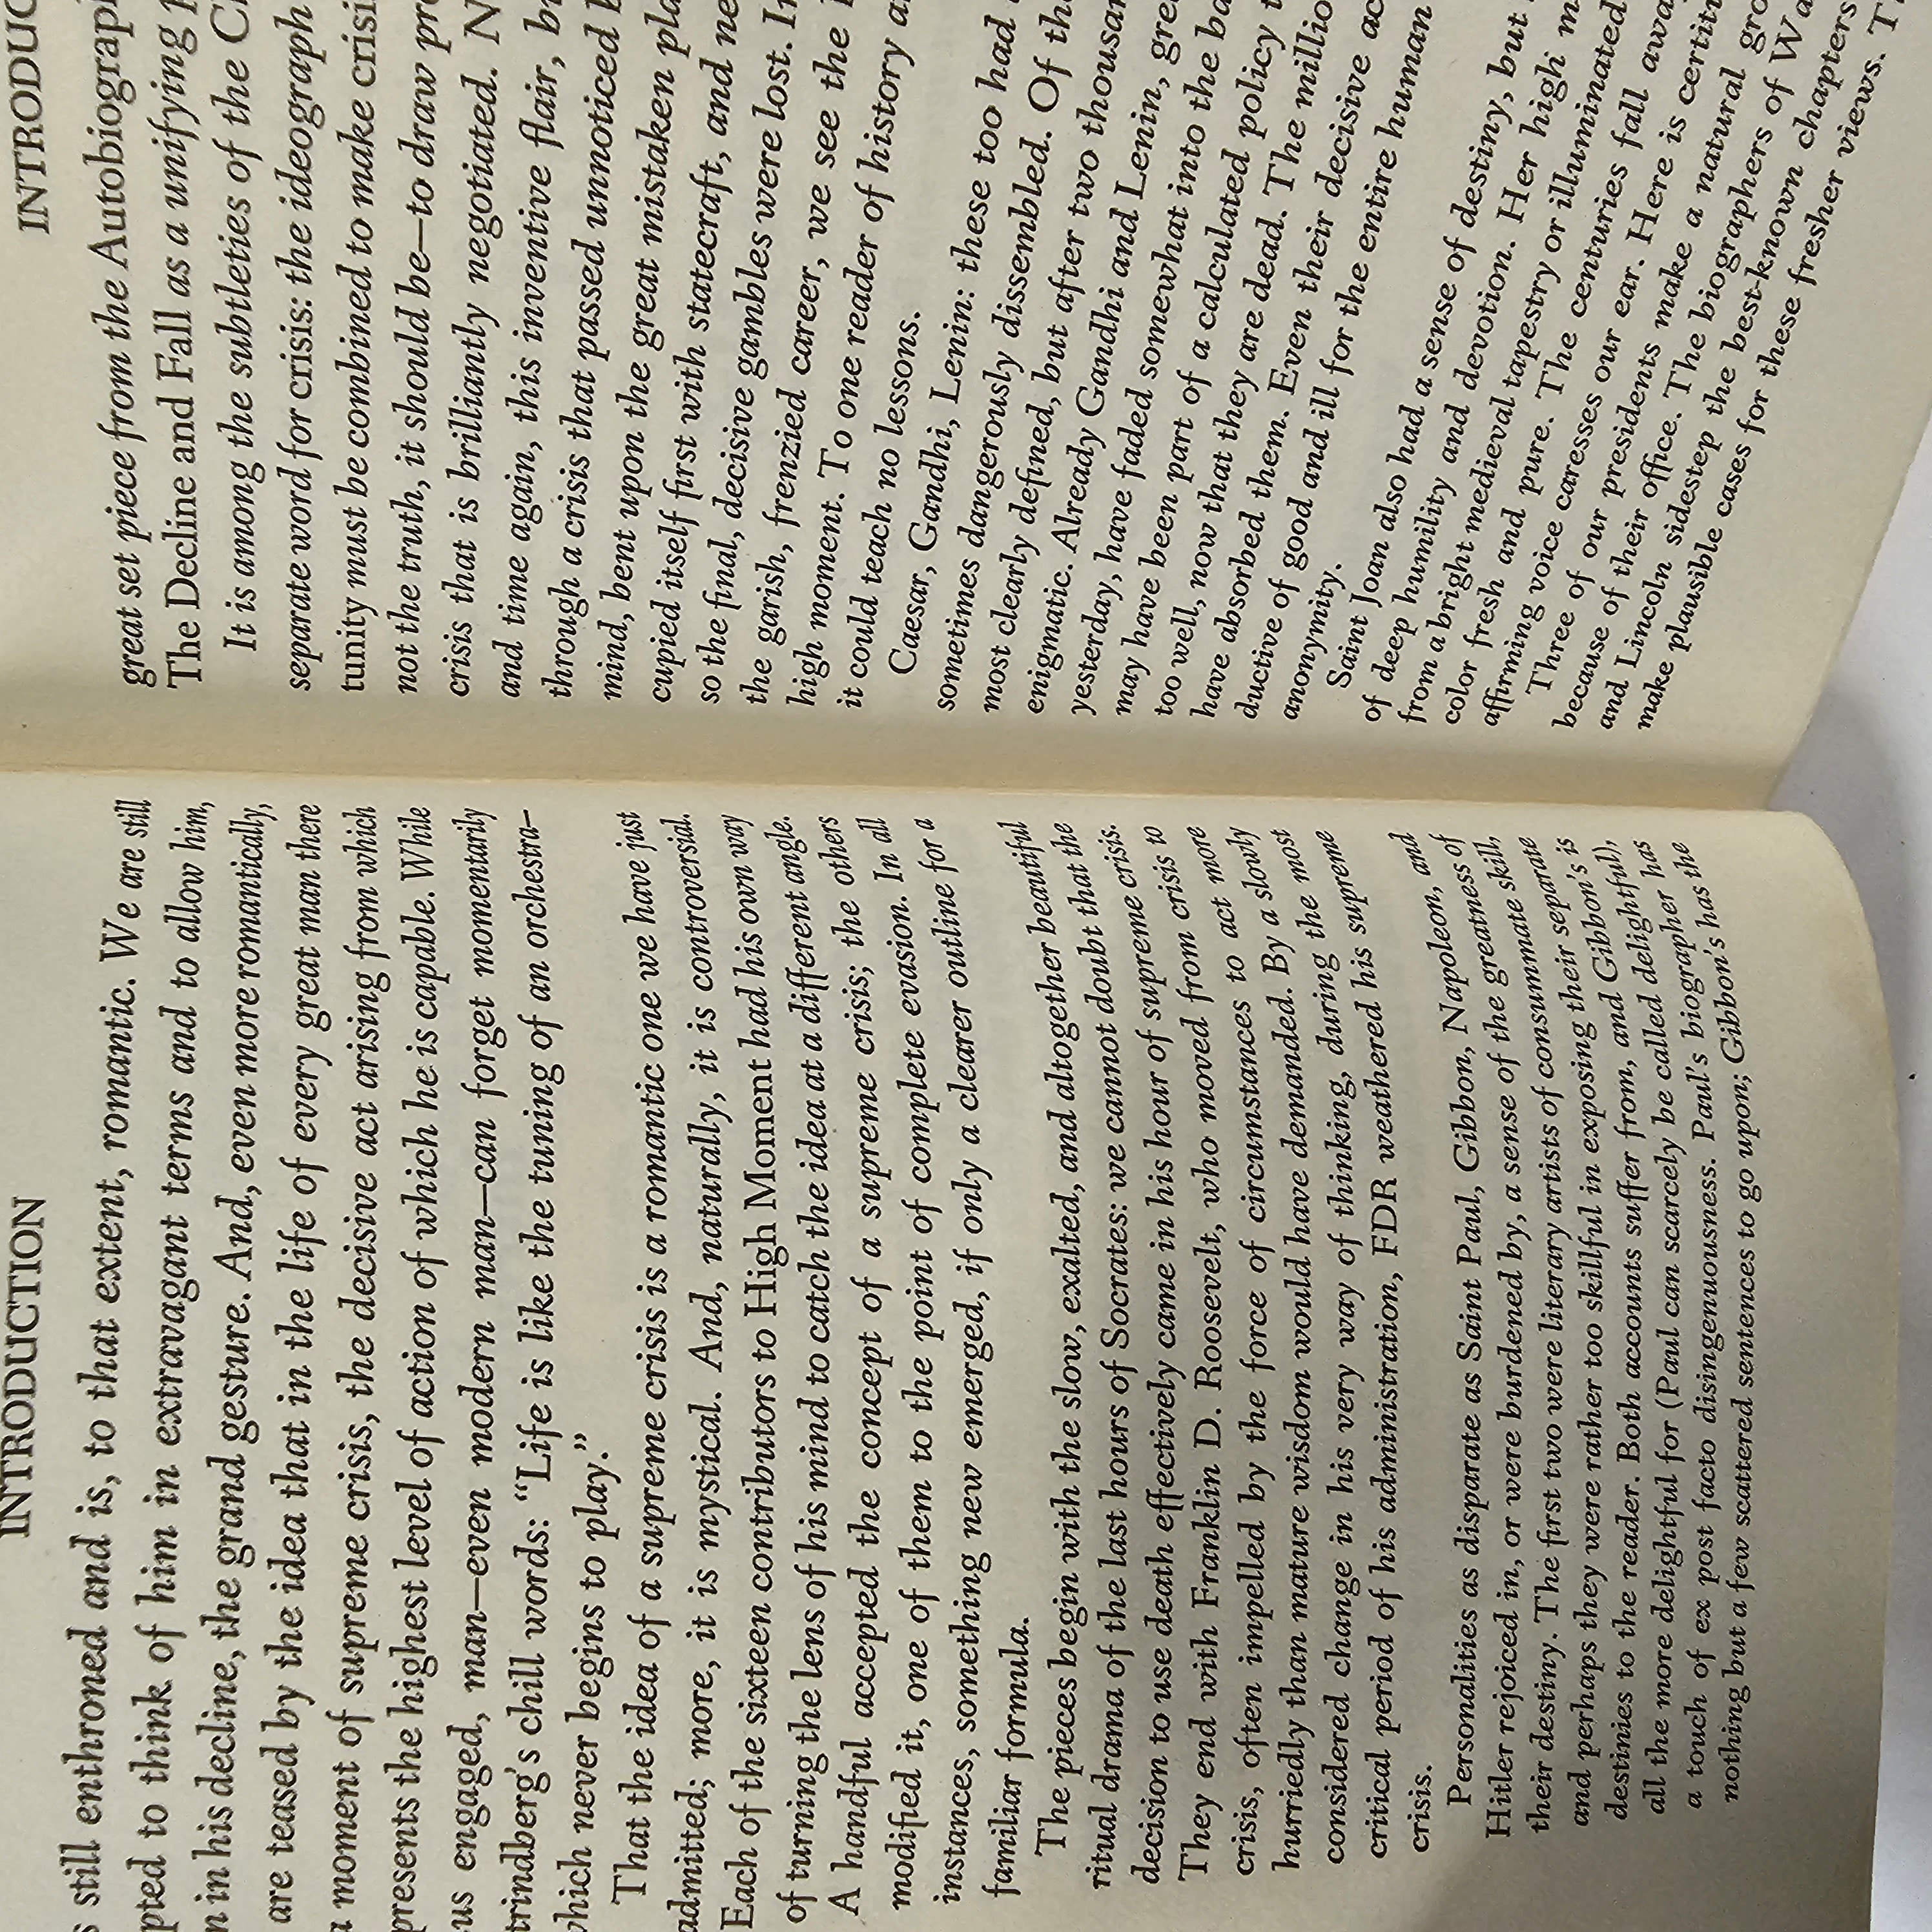 INTRODUCTION
still enthroned and is, to that extent, romantic. We are still
to think of him in extravagant terms and to allow him,
in his decline, the grand gesture. And, even more romantically,
are teased by the idea that in the life of every great man there
a moment of supreme crisis, the decisive act arising from which
presents the highest level of action of which he is capable. While
us engaged, man—even modern man—can forget momentarily
trindberg's chill words: "Life is like the tuning of an orchestra—
which never begins to play."
That the idea of a supreme crisis is a romantic one we have just
admitted; more, it is mystical. And, naturally, it is controversial.
Each of the sixteen contributors to High Moment had his own way
of turning the lens of his mind to catch the idea at a different angle.
A handful accepted the concept of a supreme crisis; the others
modified it, one of them to the point of complete evasion. In all
instances, something new emerged, if only a clearer outline for a
familiar formula.
The pieces begin with the slow, exalted, and altogether beautiful
ritual drama of the last hours of Socrates: we cannot doubt that the
decision to use death effectively came in his hour of supreme crisis.
They end with Franklin D. Roosevelt, who moved from crisis to
crisis, often impelled by the force of circumstances to act more
hurriedly than mature wisdom would have demanded. By a slowly
considered change in his very way of thinking, during the most
critical period of his administration, FDR weathered his supreme
crisis.
Personalities as disparate as Saint Paul, Gibbon, Napoleon, and
Hitler rejoiced in, or were burdened by, a sense of the greatness of
their destiny. The first two were literary artists of consummate skill,
and perhaps they were rather too skillful in exposing their separate
destinies to the reader. Both accounts suffer from, and Gibbon's is
all the more delightful for (Paul can scarcely be called delightful),
a touch of ex post facto disingenuousness. Paul's biographer has
nothing but a few scattered sentences to go upon; Gibbon's has the
INTRODUC
great set piece from the Autobiograp
The Decline and Fall as a unifying
It is among the subtleties of the
separate word for crisis: the ideograph
tunity must be combined to make crisi
not the truth, it should be—to draw pr
crisis that is brilliantly negotiated. N
and time again, this inventive flair,
through a crisis that passed unnoticed
mind, bent upon the great mistaken pla
cupied itself first with statecraft, and ne
so the final, decisive gambles were lost. I
the garish, frenzied career, we see the
high moment. To one reader of history
it could teach no lessons.
Caesar, Gandhi, Lenin: these too had
sometimes dangerously dissembled. Of th
most clearly defined, but after two thousa
enigmatic. Already Gandhi and Lenin, gre
yesterday, have faded somewhat into the ba
may have been part of a calculated policy
too well, now that they are dead. The millio
have absorbed them. Even their decisive ac
ductive of good and ill for the entire human
anonymity.
Saint Joan also had a sense of destiny, but
of deep humility and devotion. Her high m
from a bright medieval tapestry or illuminated
color fresh and pure. The centuries fall awa
affirming voice caresses our ear. Here is certit
Three of our presidents make a natural gro
because of their office. The biographers of Wa
and Lincoln sidestep the best-known chapters
make plausible cases for these fresher views. T